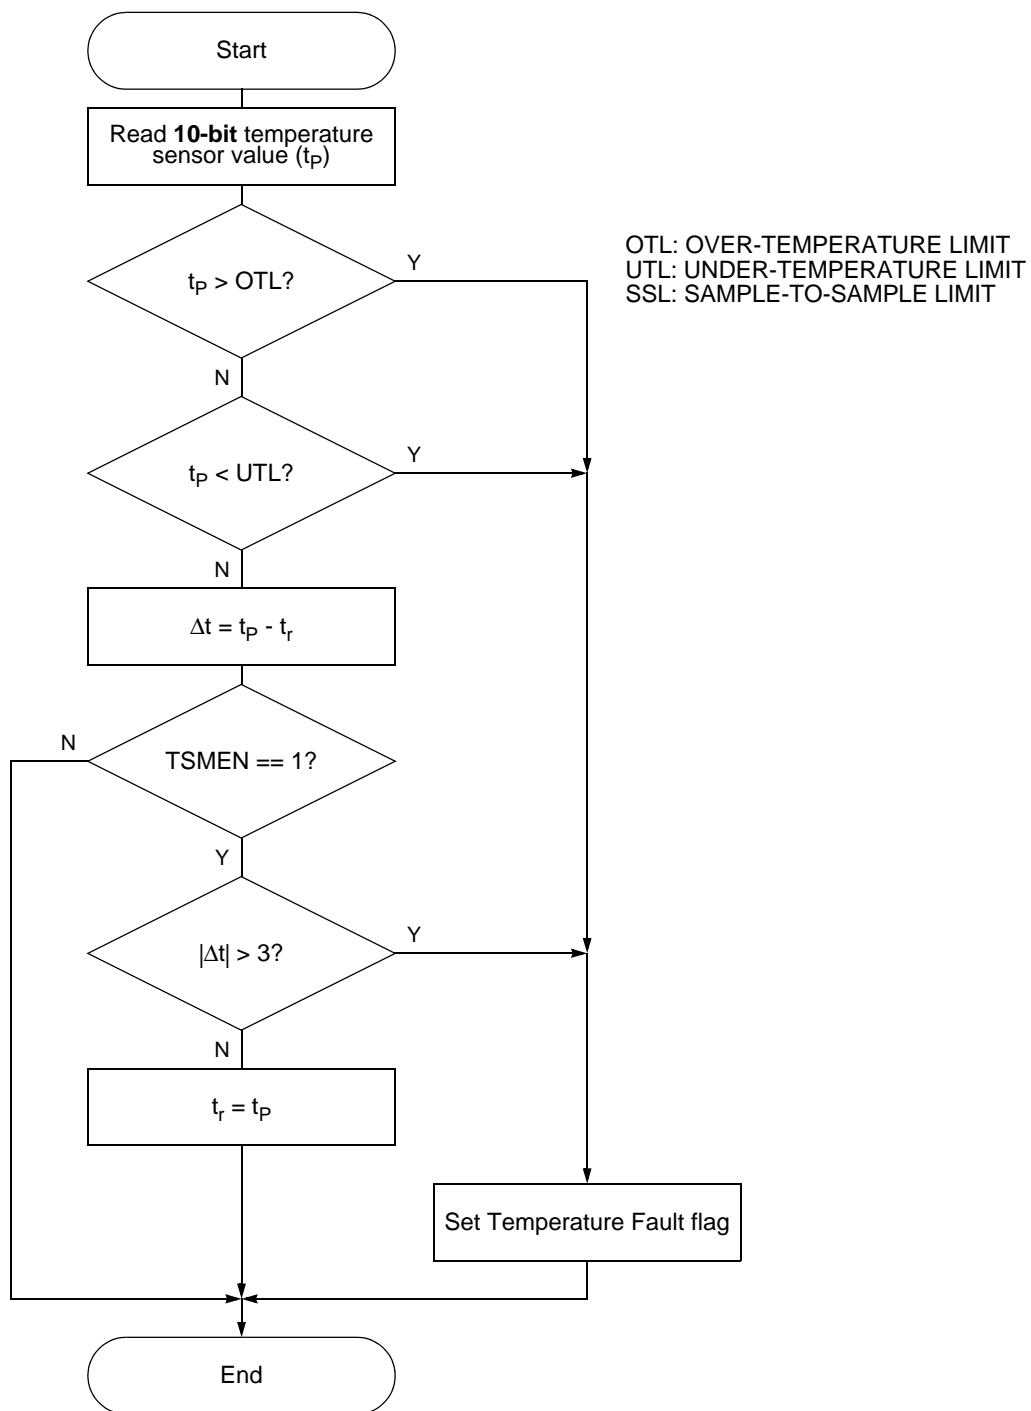 Start
Read 10-bit temperature
sensor value (tP)
tP > OTL?
Y
OTL: OVER-TEMPERATURE LIMIT
UTL: UNDER-TEMPERATURE LIMIT
SSL: SAMPLE-TO-SAMPLE LIMIT
N
tP < UTL?
Y
N
Δt = tP - tr
TSMEN == 1?
N
Y
|Δt| > 3?
Y
N
tr = tP
Set Temperature Fault flag
End